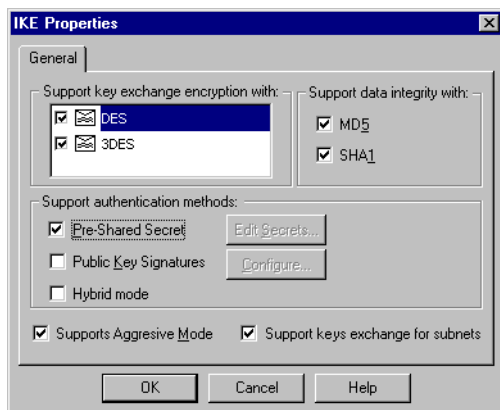 IKE Properties
General
Support key exchange encryption with:
DES
3DES
Support data integrity with:
MD5
SHA1
Support authentication methods:
Pre-Shared Secret
Edit Secrets...
Public Key Signatures
Configure...
Hybrid mode
Supports Aggresive Mode
Support keys exchange for subnets
OK
Cancel
Help